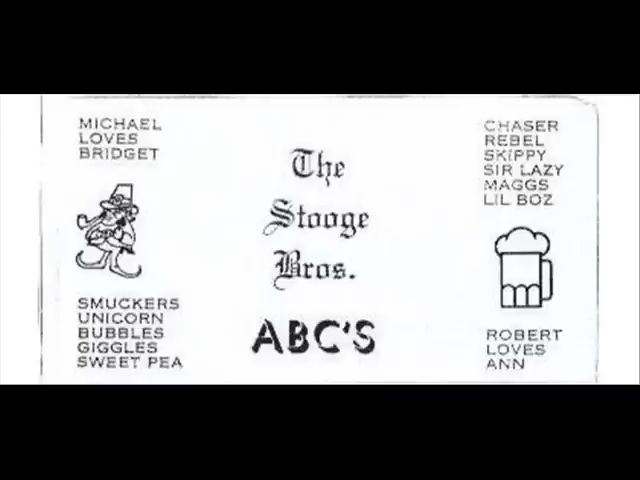 MICHAEL
LOVES
BRIDGET
SMUCKERS
UNICORN
BUBBLES
GIGGLES
SWEET PEA
The
Stooge
Bros.
ABC'S
CHASER
REBEL
SKIPPY
SIR LAZY
MAGGS
LIL BOZ
ROBERT
LOVES
ANN